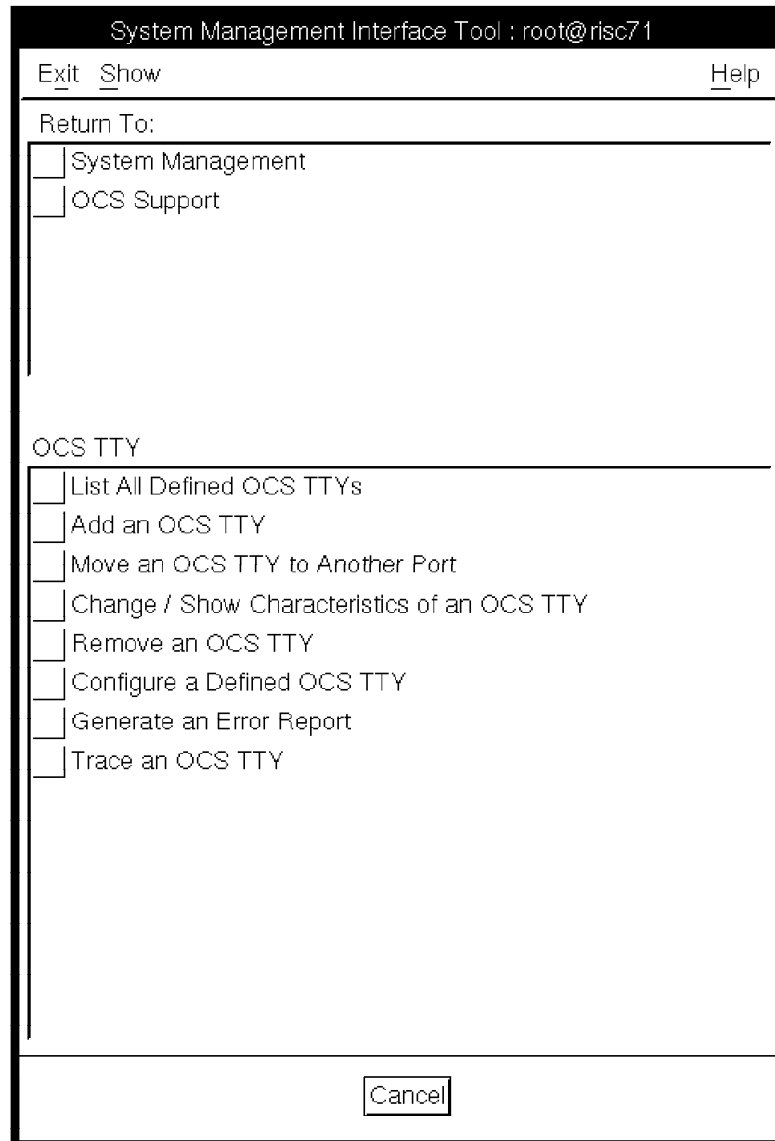 System Management Interface Tool : root@risc71
Exit Show Help
Return To:
System Management
OCS Support
OCS TTY
List All Defined OCS TTYs
Add an OCS TTY
Move an OCS TTY to Another Port
Change / Show Characteristics of an OCS TTY
Remove an OCS TTY
Configure a Defined OCS TTY
Generate an Error Report
Trace an OCS TTY
Cancel